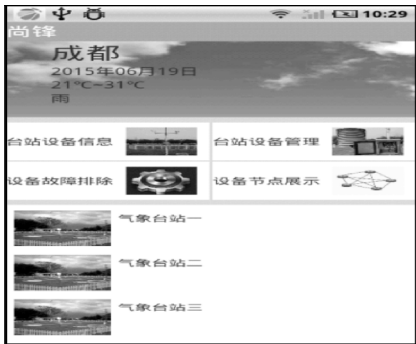 10:29
尚锋
成都
2015年06月19日
21℃~31℃
雨
台站设备信息 台站设备管理
设备故障排除 设备节点展示
气象台站一
气象台站二
气象台站三